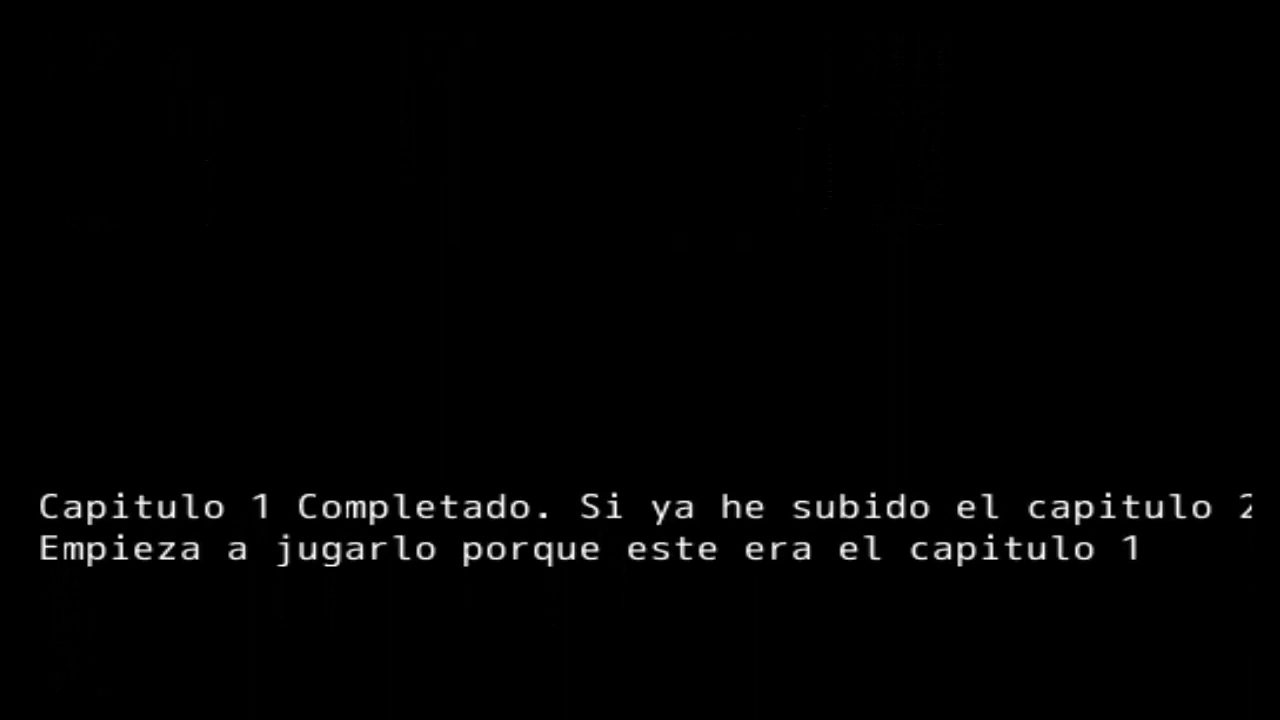 Capitulo 1 Completado. Si ya he subido el capitulo 2
Empieza a jugarlo porque este era el capitulo 1